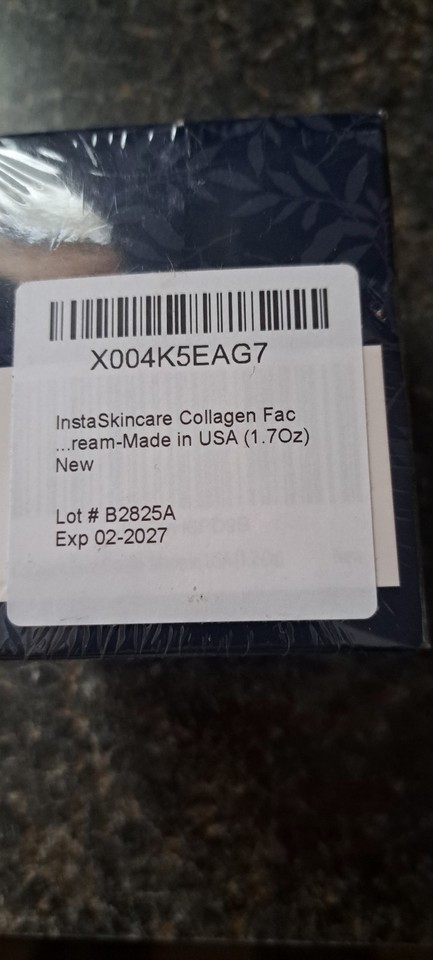 X004K5EAG7
InstaSkincare Collagen Fac
...ream-Made in USA (1.7Oz)
New
Lot # B2825A
Exp 02-2027